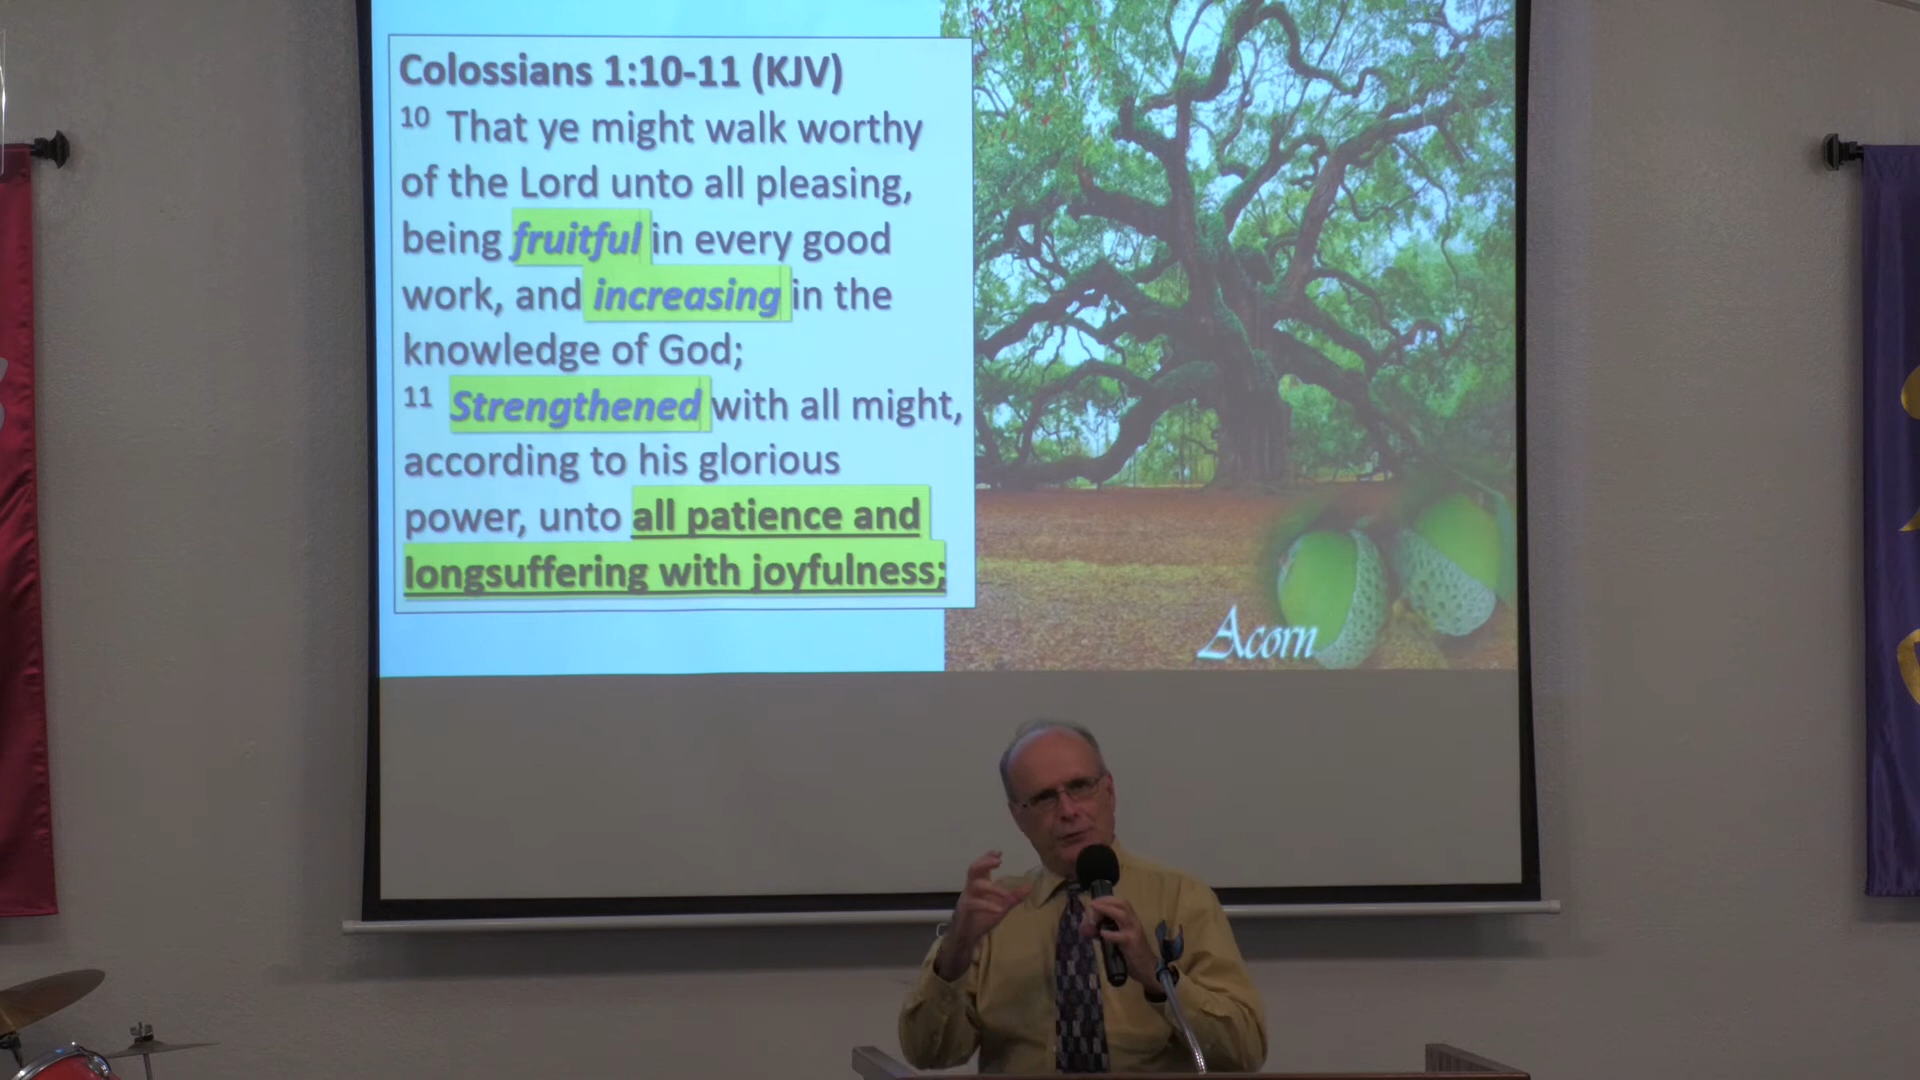 Colossians 1:10-11 (KJV)
10 That ye might walk worthy
of the Lord unto all pleasing,
being fruitful in every good
work, and increasing in the
knowledge of God;
11 Strengthened with all might,
according to his glorious
power, unto all patience and
longsuffering with joyfulness;
Acorn